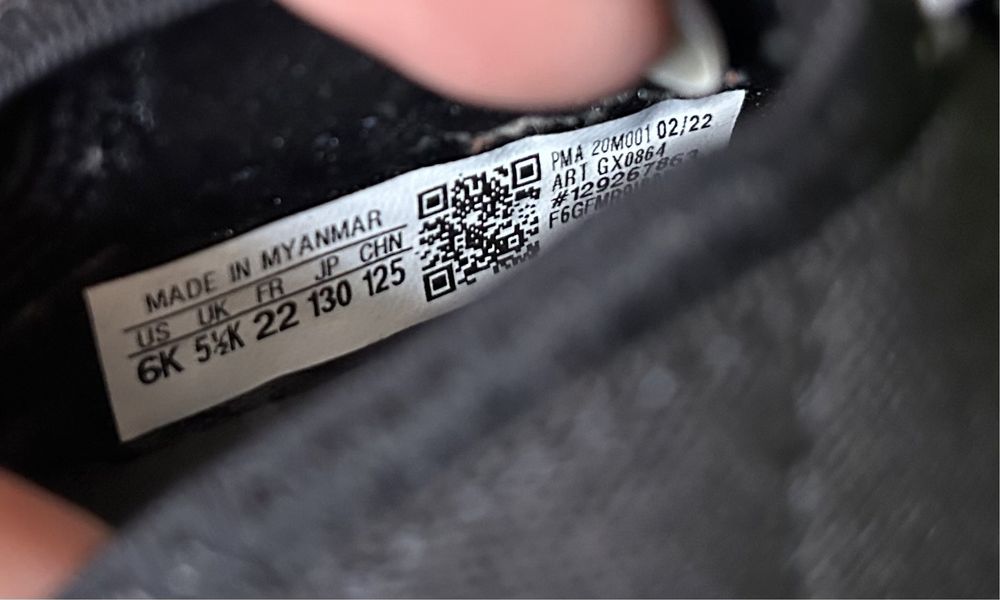 MADE IN MYANMAR
US UK FR JP CHN
6K 5½K 22 130 125
PMA 20M001 02/22
ART GX0864
#129267863